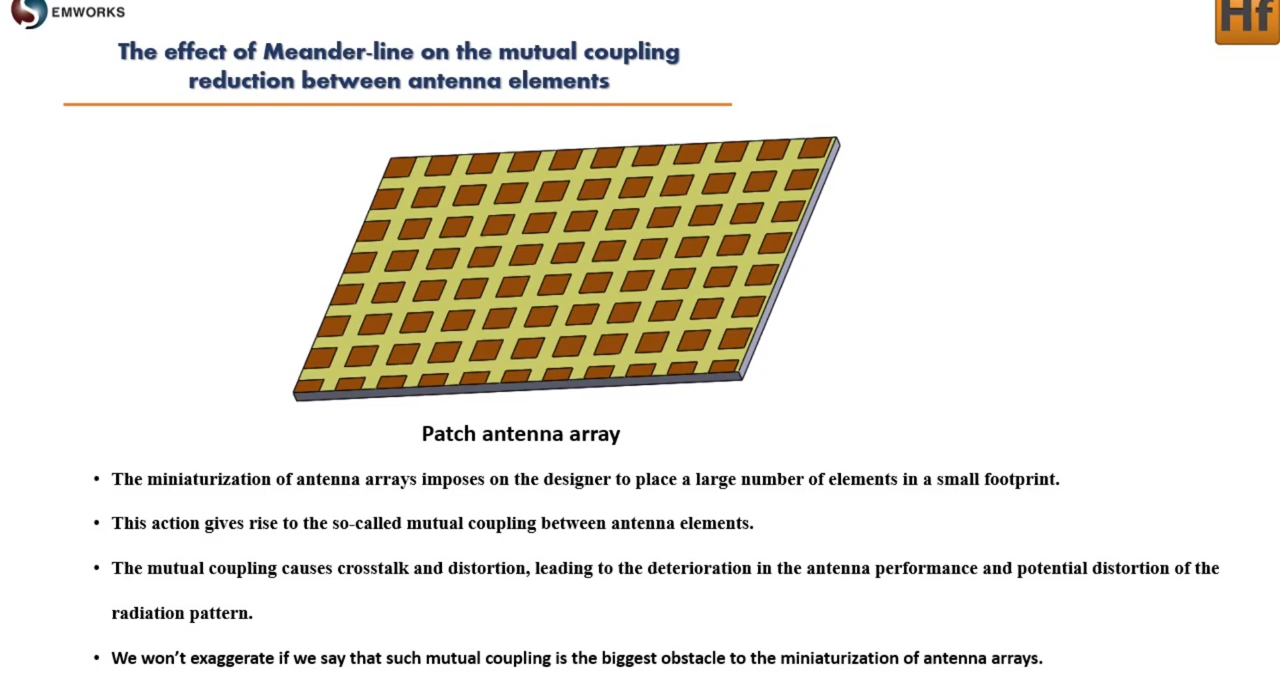 EMWORKS
Hf
The effect of Meander-line on the mutual coupling
reduction between antenna elements
Patch antenna array
• The miniaturization of antenna arrays imposes on the designer to place a large number of elements in a small footprint.
• This action gives rise to the so-called mutual coupling between antenna elements.
• The mutual coupling causes crosstalk and distortion, leading to the deterioration in the antenna performance and potential distortion of the
radiation pattern.
• We won’t exaggerate if we say that such mutual coupling is the biggest obstacle to the miniaturization of antenna arrays.